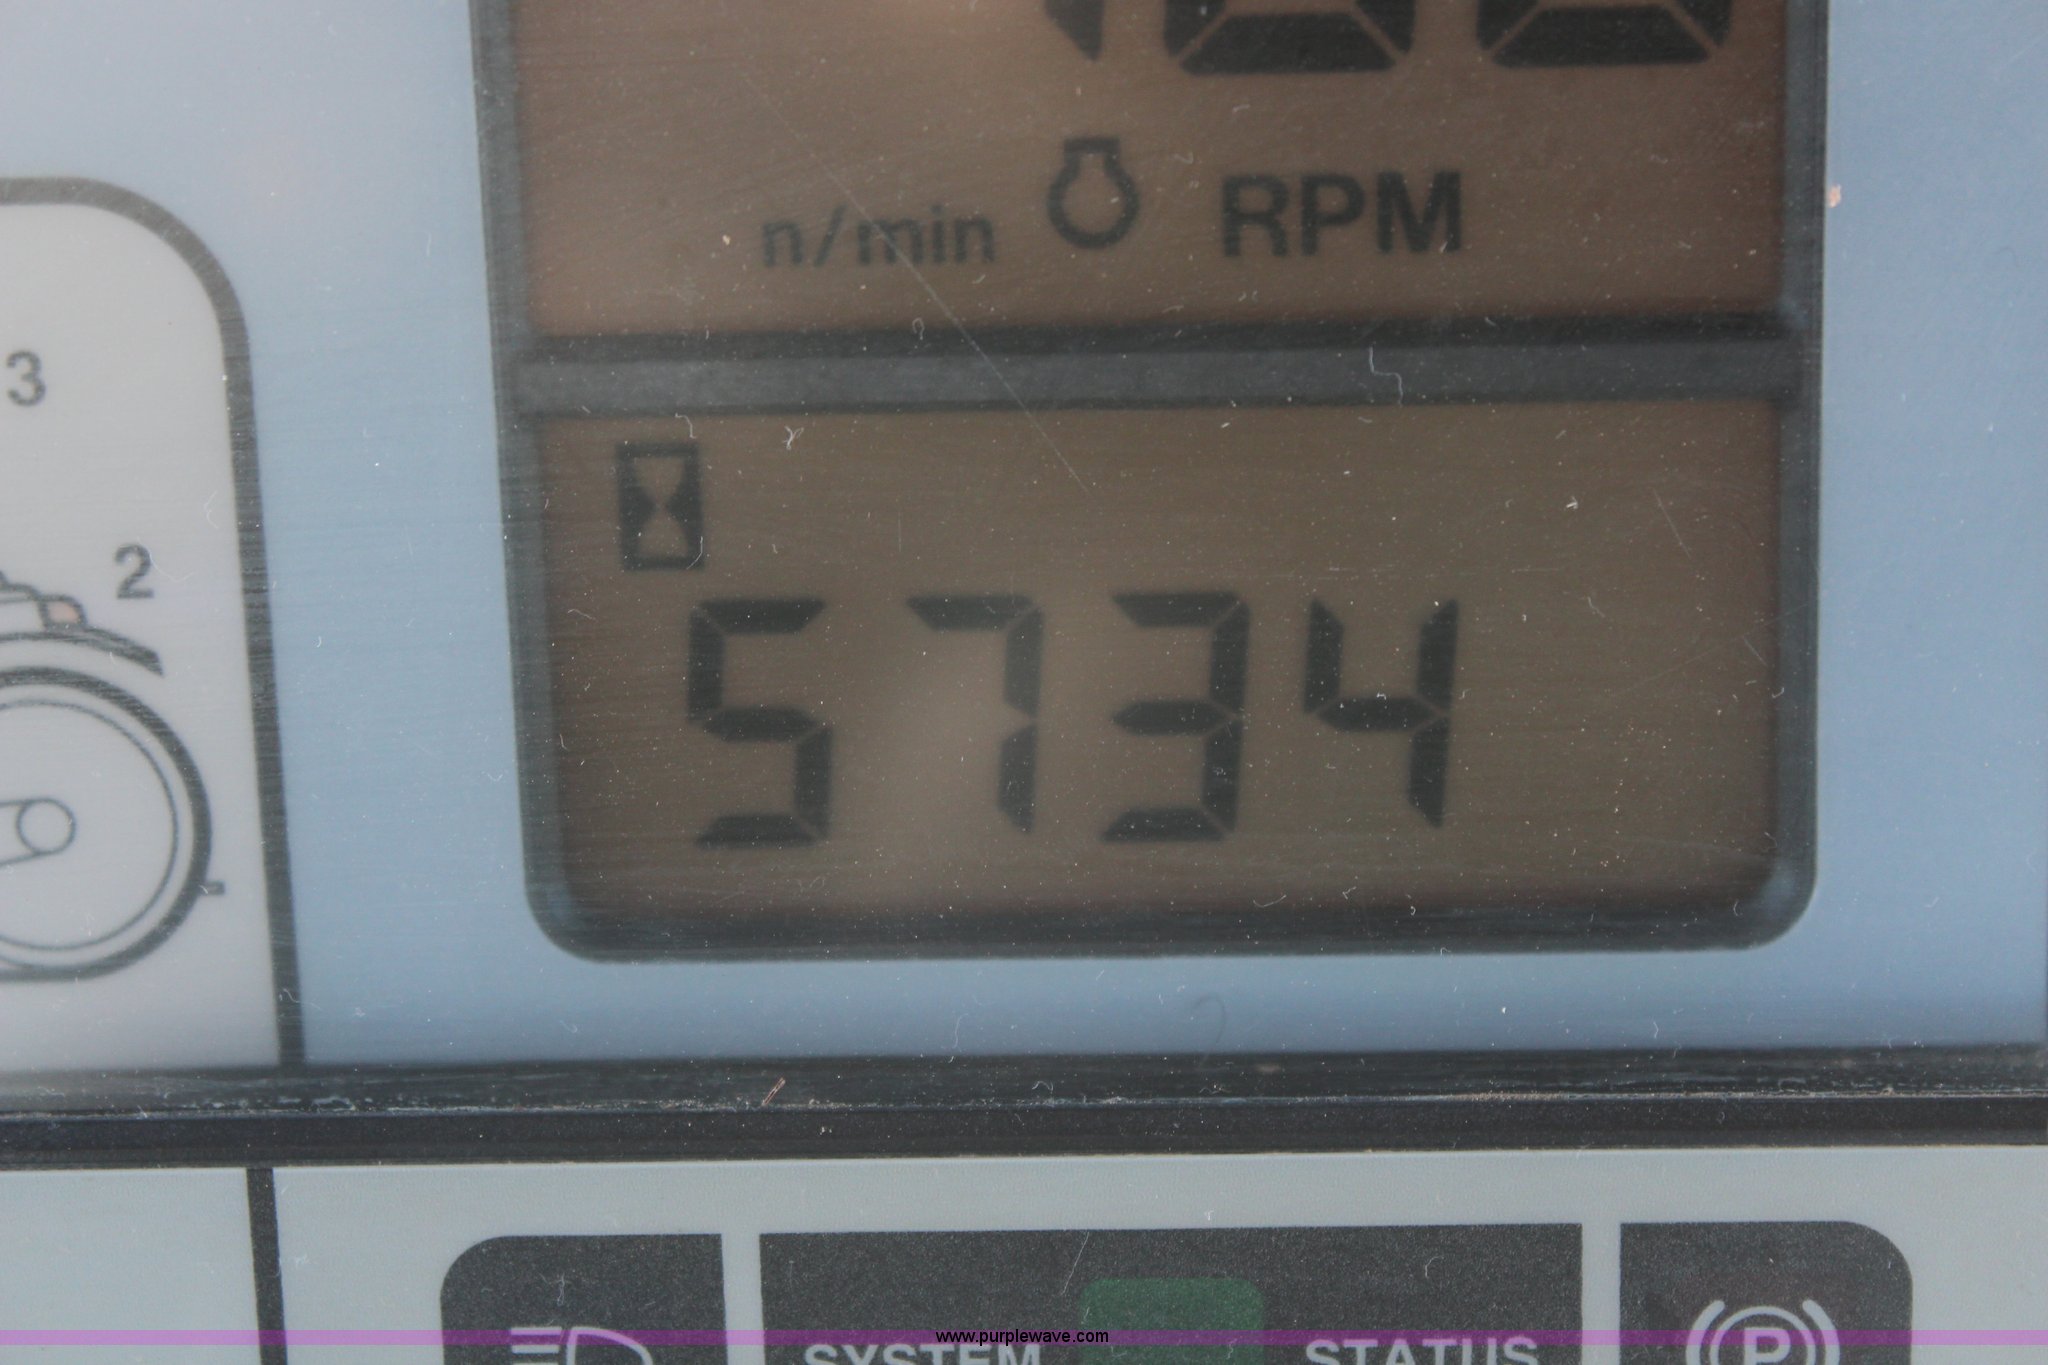 n/min RPM
3
2
5734
SYSTEM STATUS
P
www.purplewave.com